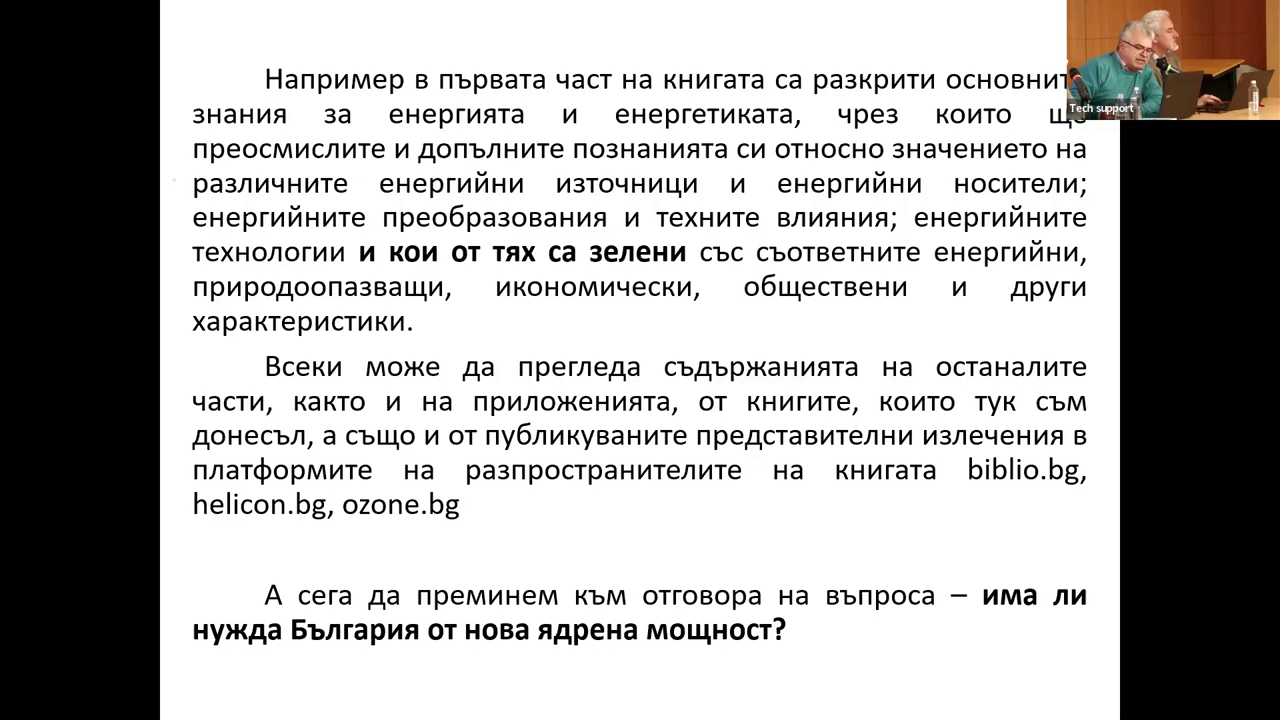 Например в първата част на книгата са разкрити основнит
знания за енергията и енергетиката, чрез които ще
преосмислите и допълните познанията си относно значението на
различните енергийни източници и енергийни носители;
енергийните преобразования и техните влияния; енергийните
технологии и кои от тях са зелени със съответните енергийни,
природоопазващи, икономически, обществени и други
характеристики.
Всеки може да прегледа съдържанията на останалите
части, както и на приложенията, от книгите, които тук съм
донесъл, а също и от публикуваните представителни излечения в
платформите на разпространителите на книгата biblio.bg,
helicon.bg, ozone.bg
А сега да преминем към отговора на въпроса – има ли
нужда България от нова ядрена мощност?
Tech support